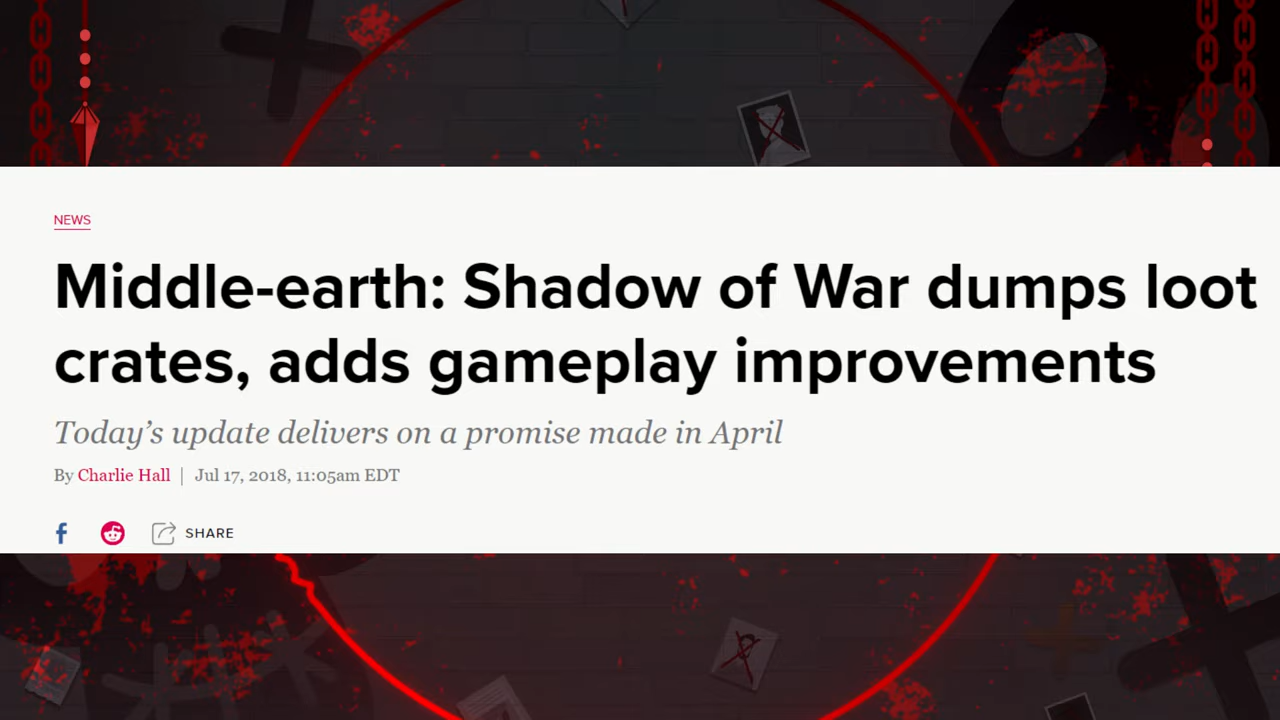 NEWS
Middle-earth: Shadow of War dumps loot
crates, adds gameplay improvements
Today’s update delivers on a promise made in April
By Charlie Hall | Jul 17, 2018, 11:05am EDT
SHARE